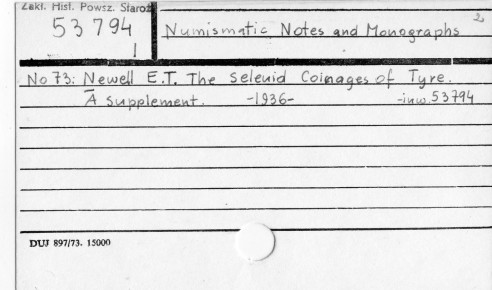 Zakł. Hist. Powsz. Staroż
53794
1
Numismatic Notes and Monographs
2
No 73: Newell E.T. The Seleuid Coinages of Tyre.
A Supplement. -1936- -inw. 53794
DUJ 897/73. 15000